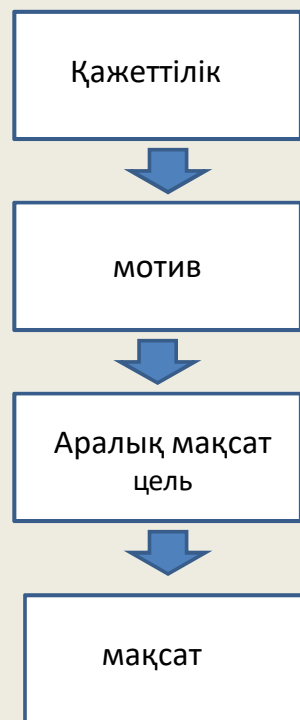 Қажеттілік
мотив
Аралық мақсат
цель
мақсат